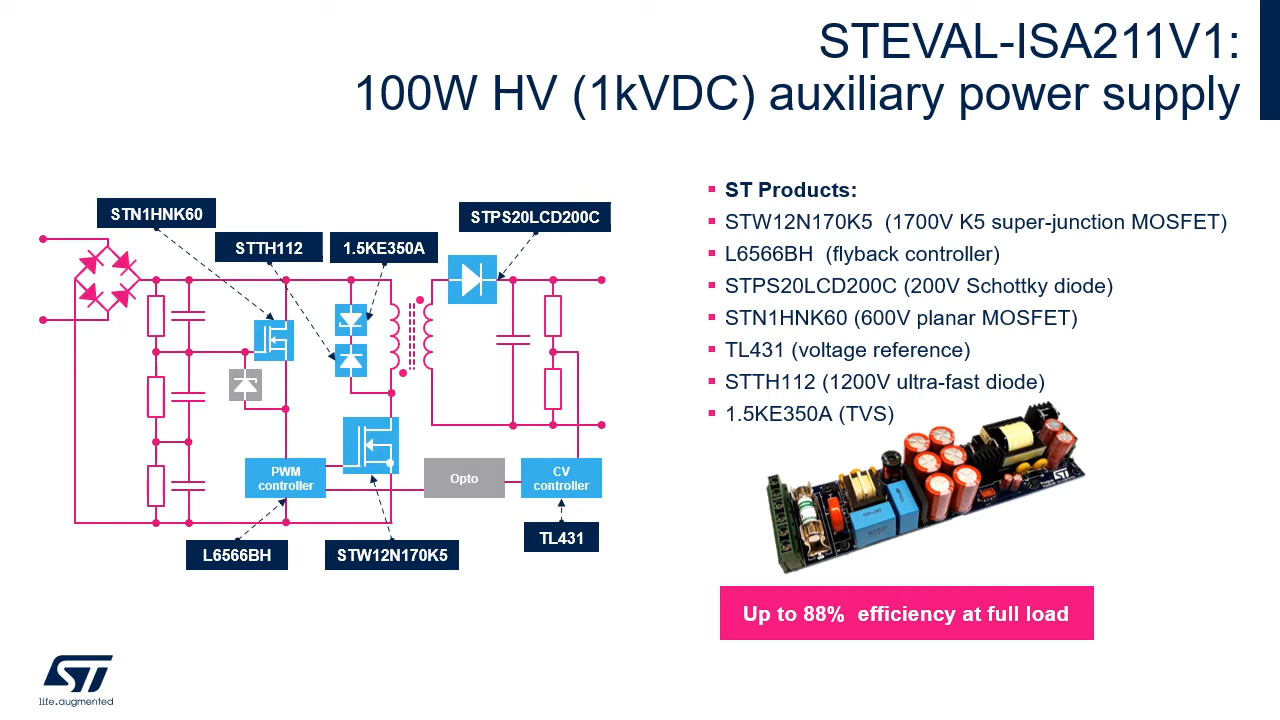 STEVAL-ISA211V1:
100W HV (1kVDC) auxiliary power supply
STN1HNK60
STTH112
1.5KE350A
STPS20LCD200C
PWM
controller
Opto
CV
controller
L6566BH
STW12N170K5
TL431
ST Products:
STW12N170K5 (1700V K5 super-junction MOSFET)
L6566BH (flyback controller)
STPS20LCD200C (200V Schottky diode)
STN1HNK60 (600V planar MOSFET)
TL431 (voltage reference)
STTH112 (1200V ultra-fast diode)
1.5KE350A (TVS)
ST
Up to 88% efficiency at full load
ST
life.augmented